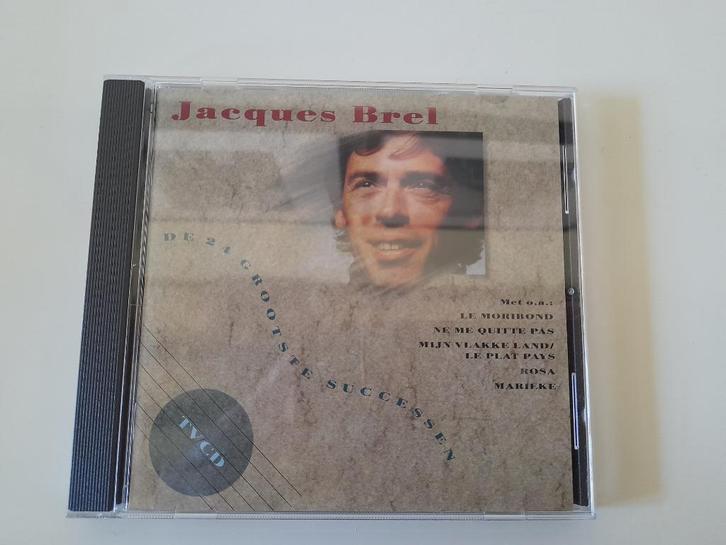 Jacques Brel
DE 24 GROOTSTE SUCCESSEN
Met o.a.:
LE MORIBOND
NE ME QUITTE PAS
MIJN VLAKKE LAND/
LE PLAT PAYS
ROSA
MARIEKE
TVCD